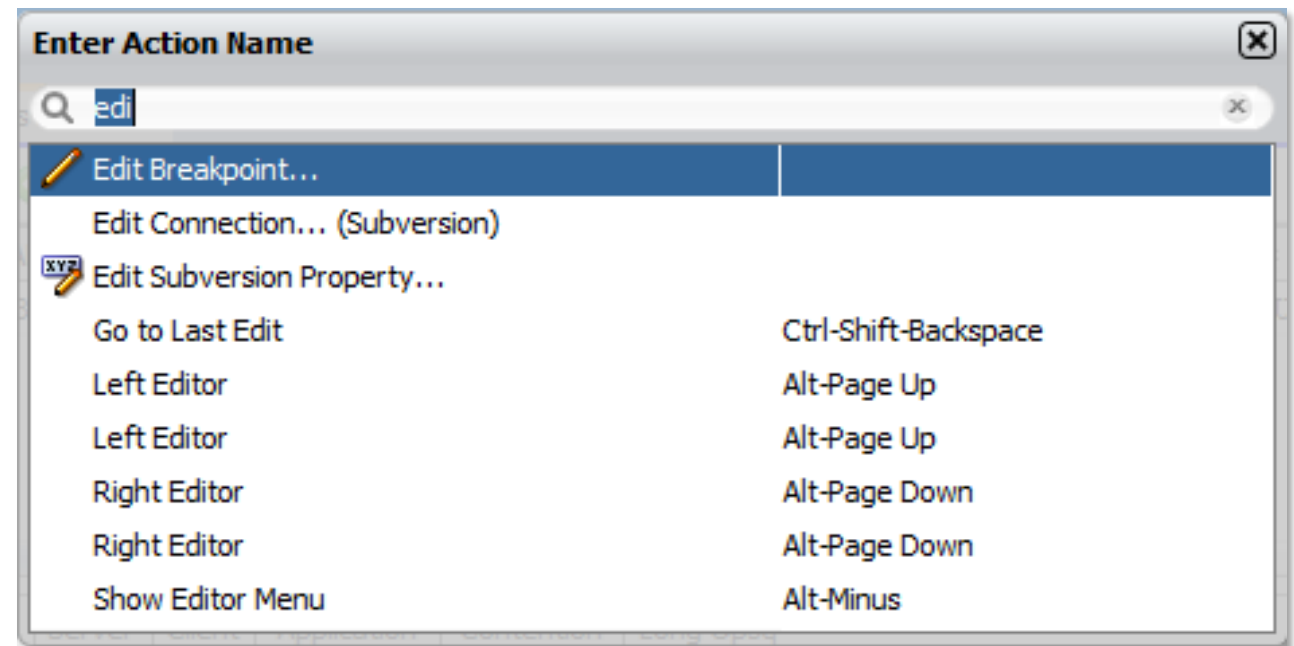 Enter Action Name
edi
Edit Breakpoint...
Edit Connection... (Subversion)
XYZ Edit Subversion Property...
Go to Last Edit Ctrl-Shift-Backspace
Left Editor Alt-Page Up
Left Editor Alt-Page Up
Right Editor Alt-Page Down
Right Editor Alt-Page Down
Show Editor Menu Alt-Minus